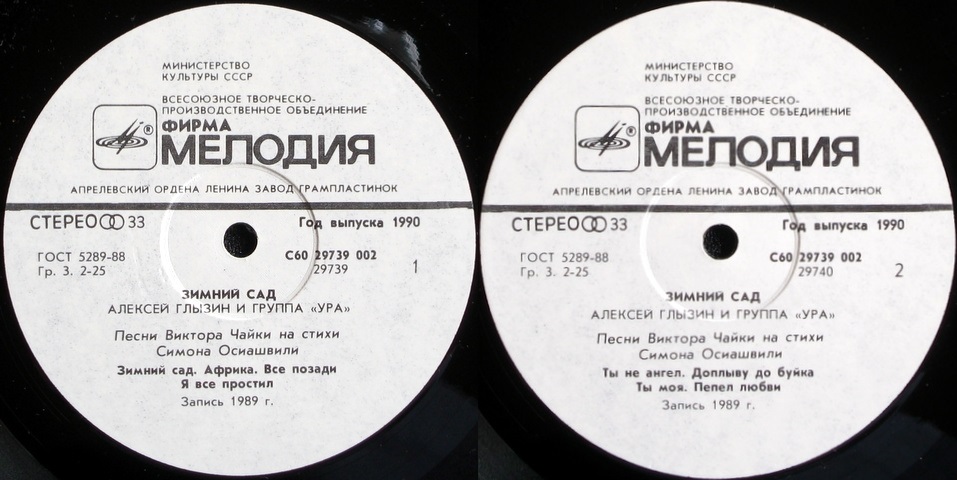 МИНИСТЕРСТВО
КУЛЬТУРЫ СССР
ВСЕСОЮЗНОЕ ТВОРЧЕСКО-
ПРОИЗВОДСТВЕННОЕ ОБЪЕДИНЕНИЕ
®
ФИРМА
МЕЛОДИЯ
АПРЕЛЕВСКИЙ ОРДЕНА ЛЕНИНА ЗАВОД ГРАМПЛАСТИНОК
СТЕРЕО 33
Год выпуска 1990
ГОСТ 5289-88
Гр. 3. 2-25
С60 29739 002
29739
1
ЗИМНИЙ САД
АЛЕКСЕЙ ГЛЫЗИН И ГРУППА «УРА»
Песни Виктора Чайки на стихи
Симона Осиашвили
Зимний сад. Африка. Все позади
Я все простил
Запись 1989 г.
МИНИСТЕРСТВО
КУЛЬТУРЫ СССР
ВСЕСОЮЗНОЕ ТВОРЧЕСКО-
ПРОИЗВОДСТВЕННОЕ ОБЪЕДИНЕНИЕ
®
ФИРМА
МЕЛОДИЯ
АПРЕЛЕВСКИЙ ОРДЕНА ЛЕНИНА ЗАВОД ГРАМПЛАСТИНОК
СТЕРЕО 33
Год выпуска 1990
ГОСТ 5289-88
Гр. 3. 2-25
С60 29739 002
29740
2
ЗИМНИЙ САД
АЛЕКСЕЙ ГЛЫЗИН И ГРУППА «УРА»
Песни Виктора Чайки на стихи
Симона Осиашвили
Ты не ангел. Доплыву до буйка
Ты моя. Пепел любви
Запись 1989 г.